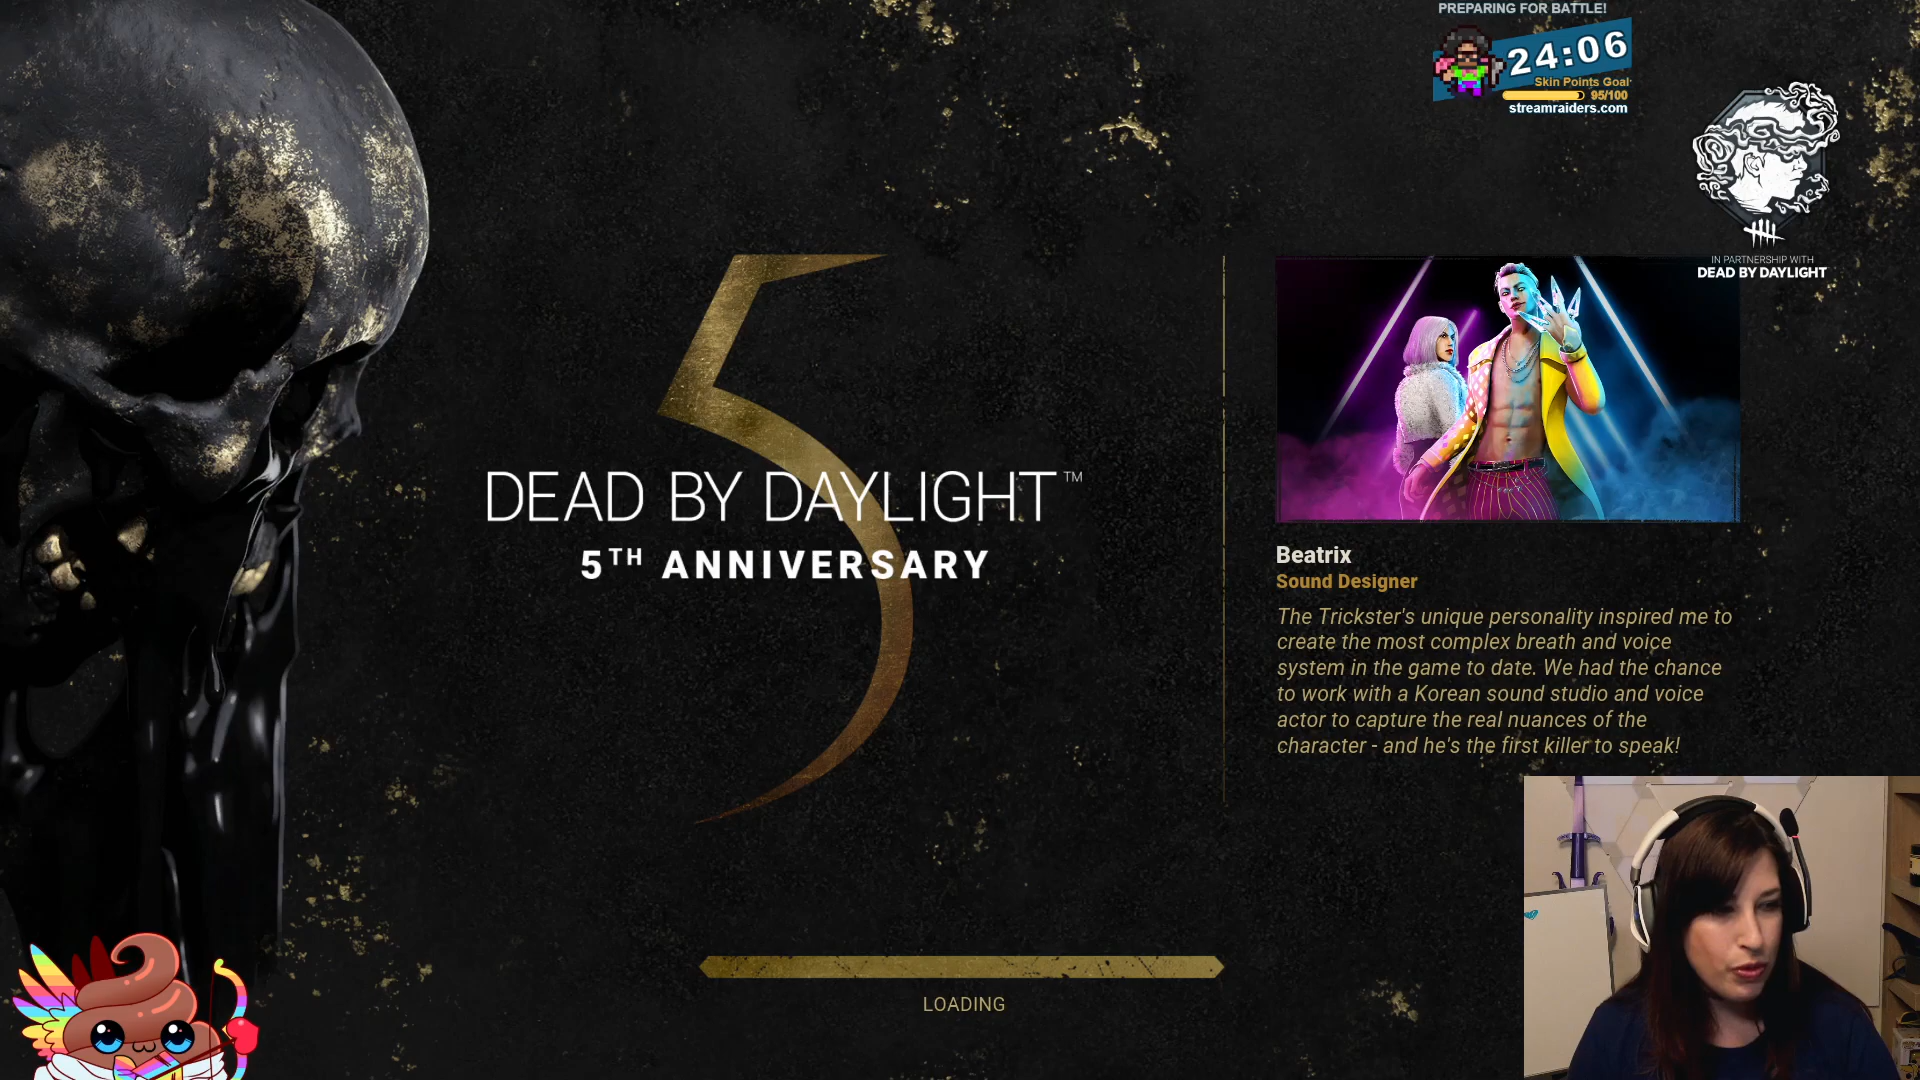 PREPARING FOR BATTLE!
24:06
Skin Points Goal
95/100
streamraiders.com
IN PARTNERSHIP WITH
DEAD BY DAYLIGHT
5
DEAD BY DAYLIGHT™
5TH ANNIVERSARY
Beatrix
Sound Designer
The Trickster's unique personality inspired me to
create the most complex breath and voice
system in the game to date. We had the chance
to work with a Korean sound studio and voice
actor to capture the real nuances of the
character - and he's the first killer to speak!
LOADING